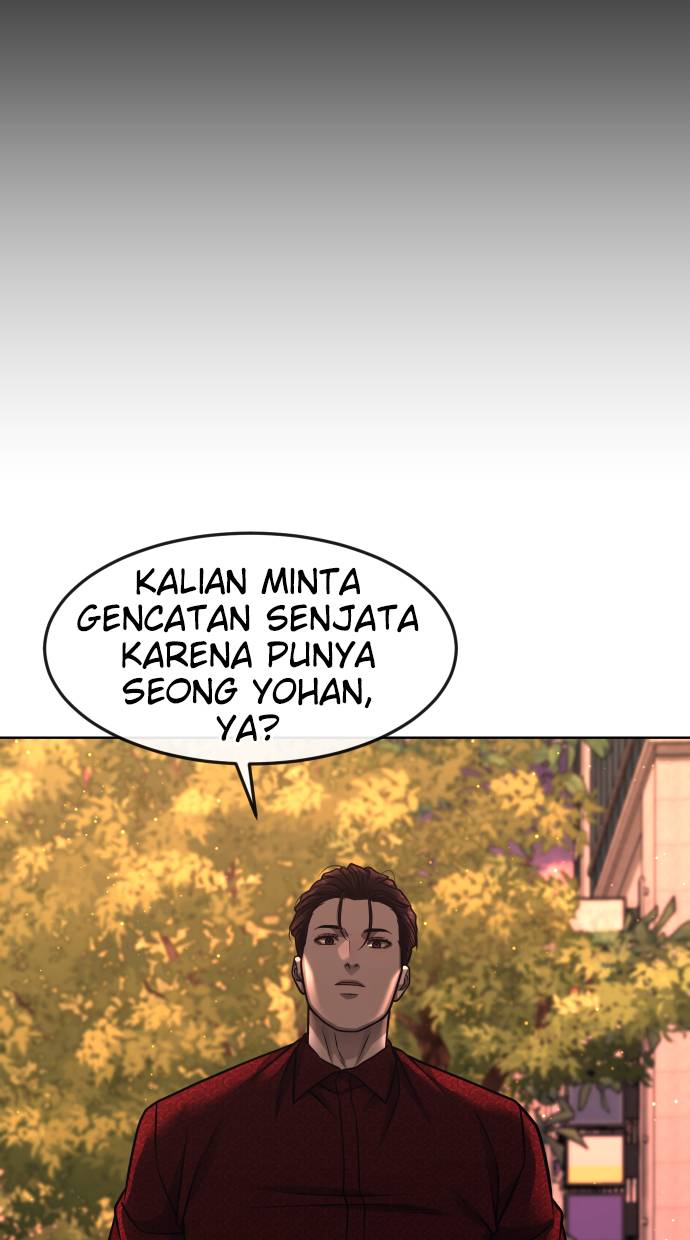 KALIAN MINTA
GENCATAN SENJATA
KARENA PUNYA
SEONG YOHAN,
YA?